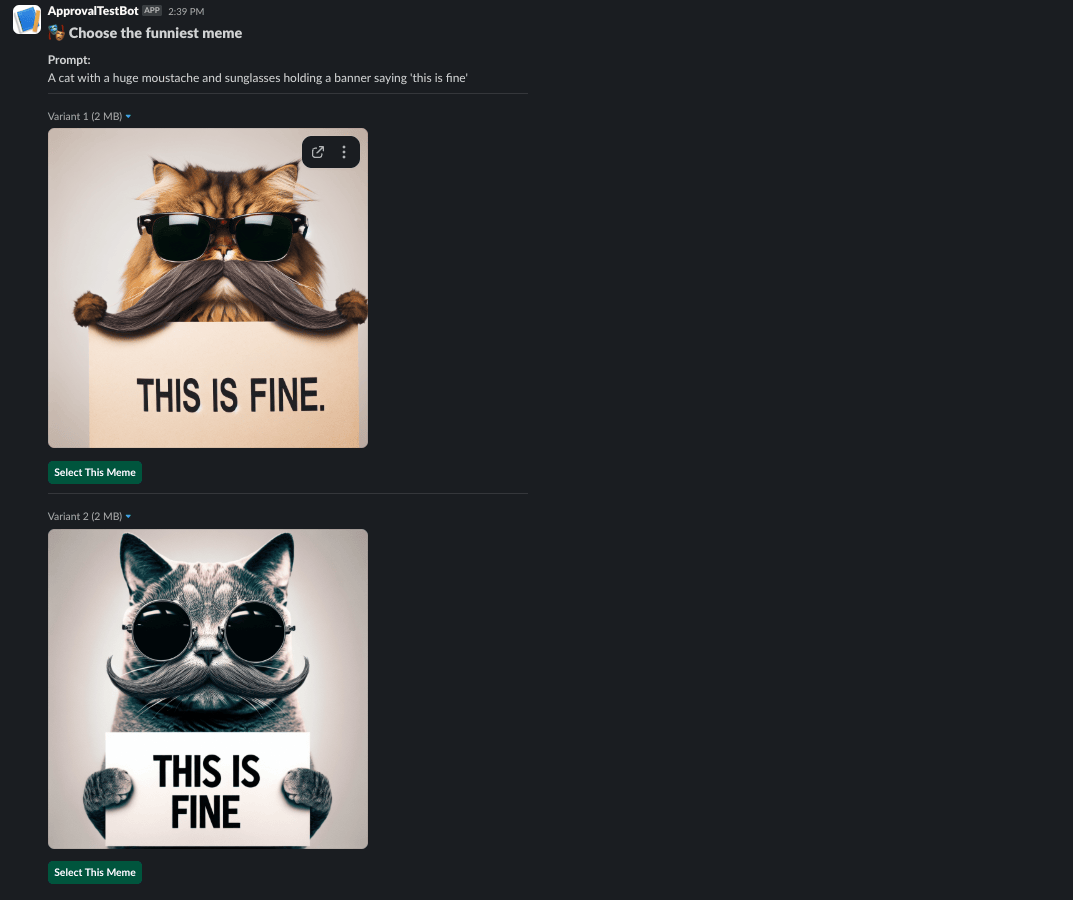 ApprovalTestBot APP 2:39 PM
Choose the funniest meme
Prompt:
A cat with a huge moustache and sunglasses holding a banner saying 'this is fine'
Variant 1 (2 MB)
THIS IS FINE.
Select This Meme
Variant 2 (2 MB)
THIS IS
FINE
Select This Meme